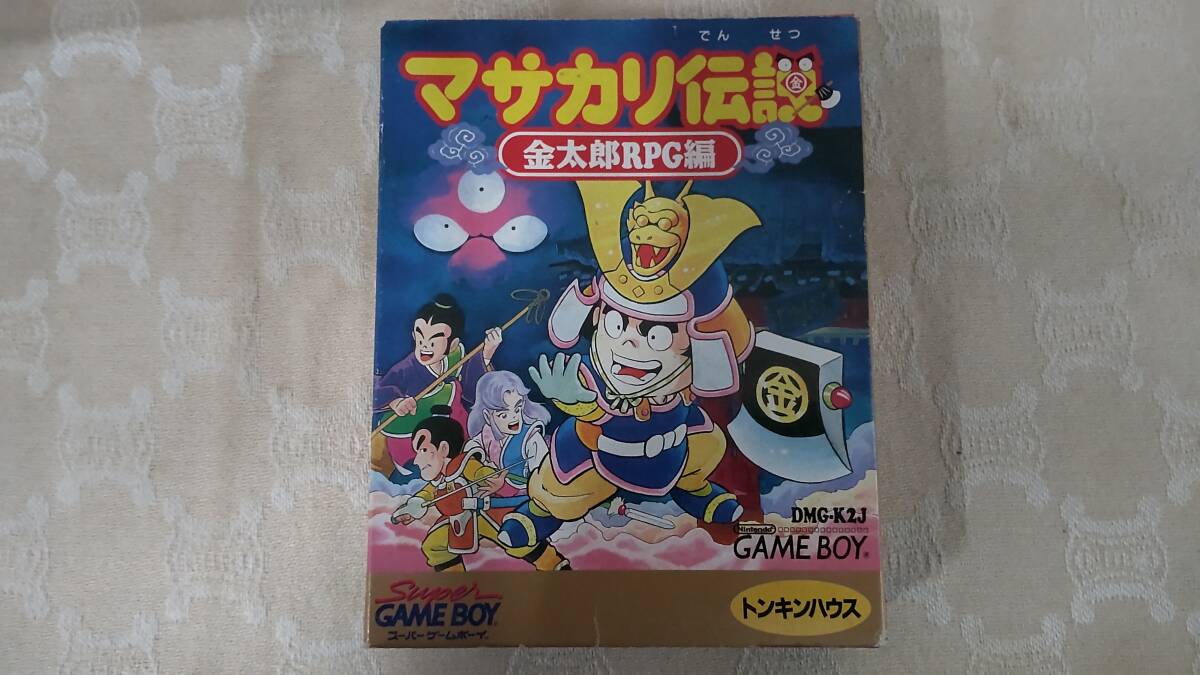 でん せつ
マサカリ伝説
金
金太郎RPG編
金
DMG-K2J
Nintendo
GAME BOY®
Super
GAME BOY
スーパーゲームボーイ
トンキンハウス